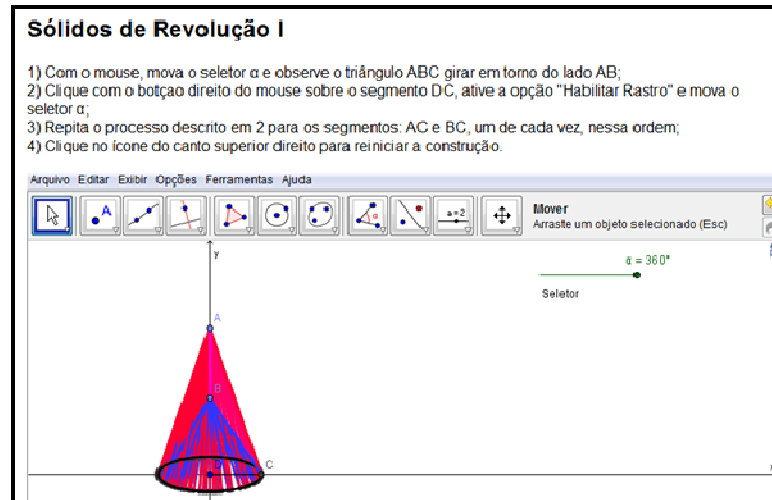 Sólidos de Revolução I
1) Com o mouse, mova o seletor α e observe o triângulo ABC girar em torno do lado AB;
2) Clique com o botçao direito do mouse sobre o segmento DC, ative a opção "Habilitar Rastro" e mova o
seletor α;
3) Repita o processo descrito em 2 para os segmentos: AC e BC, um de cada vez, nessa ordem;
4) Clique no ícone do canto superior direito para reiniciar a construção.
Arquivo Editar Exibir Opções Ferramentas Ajuda
A
a=2
Mover
Arraste um objeto selecionado (Esc)
y
α = 360°
Seletor
A
B
D
C
x